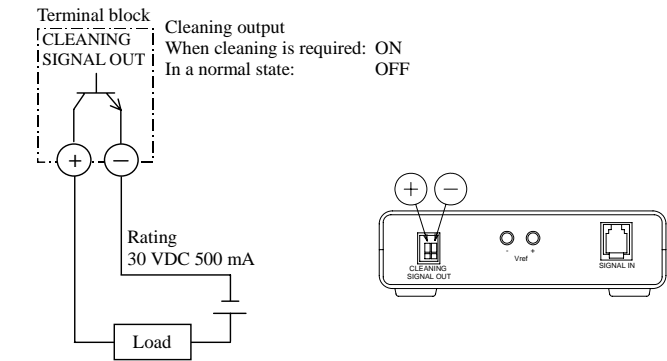 Terminal block
CLEANING
SIGNAL OUT
Cleaning output
When cleaning is required: ON
In a normal state: OFF
+ −
Rating
30 VDC 500 mA
Load
+ −
CLEANING
SIGNAL OUT
- +
Vref
SIGNAL IN